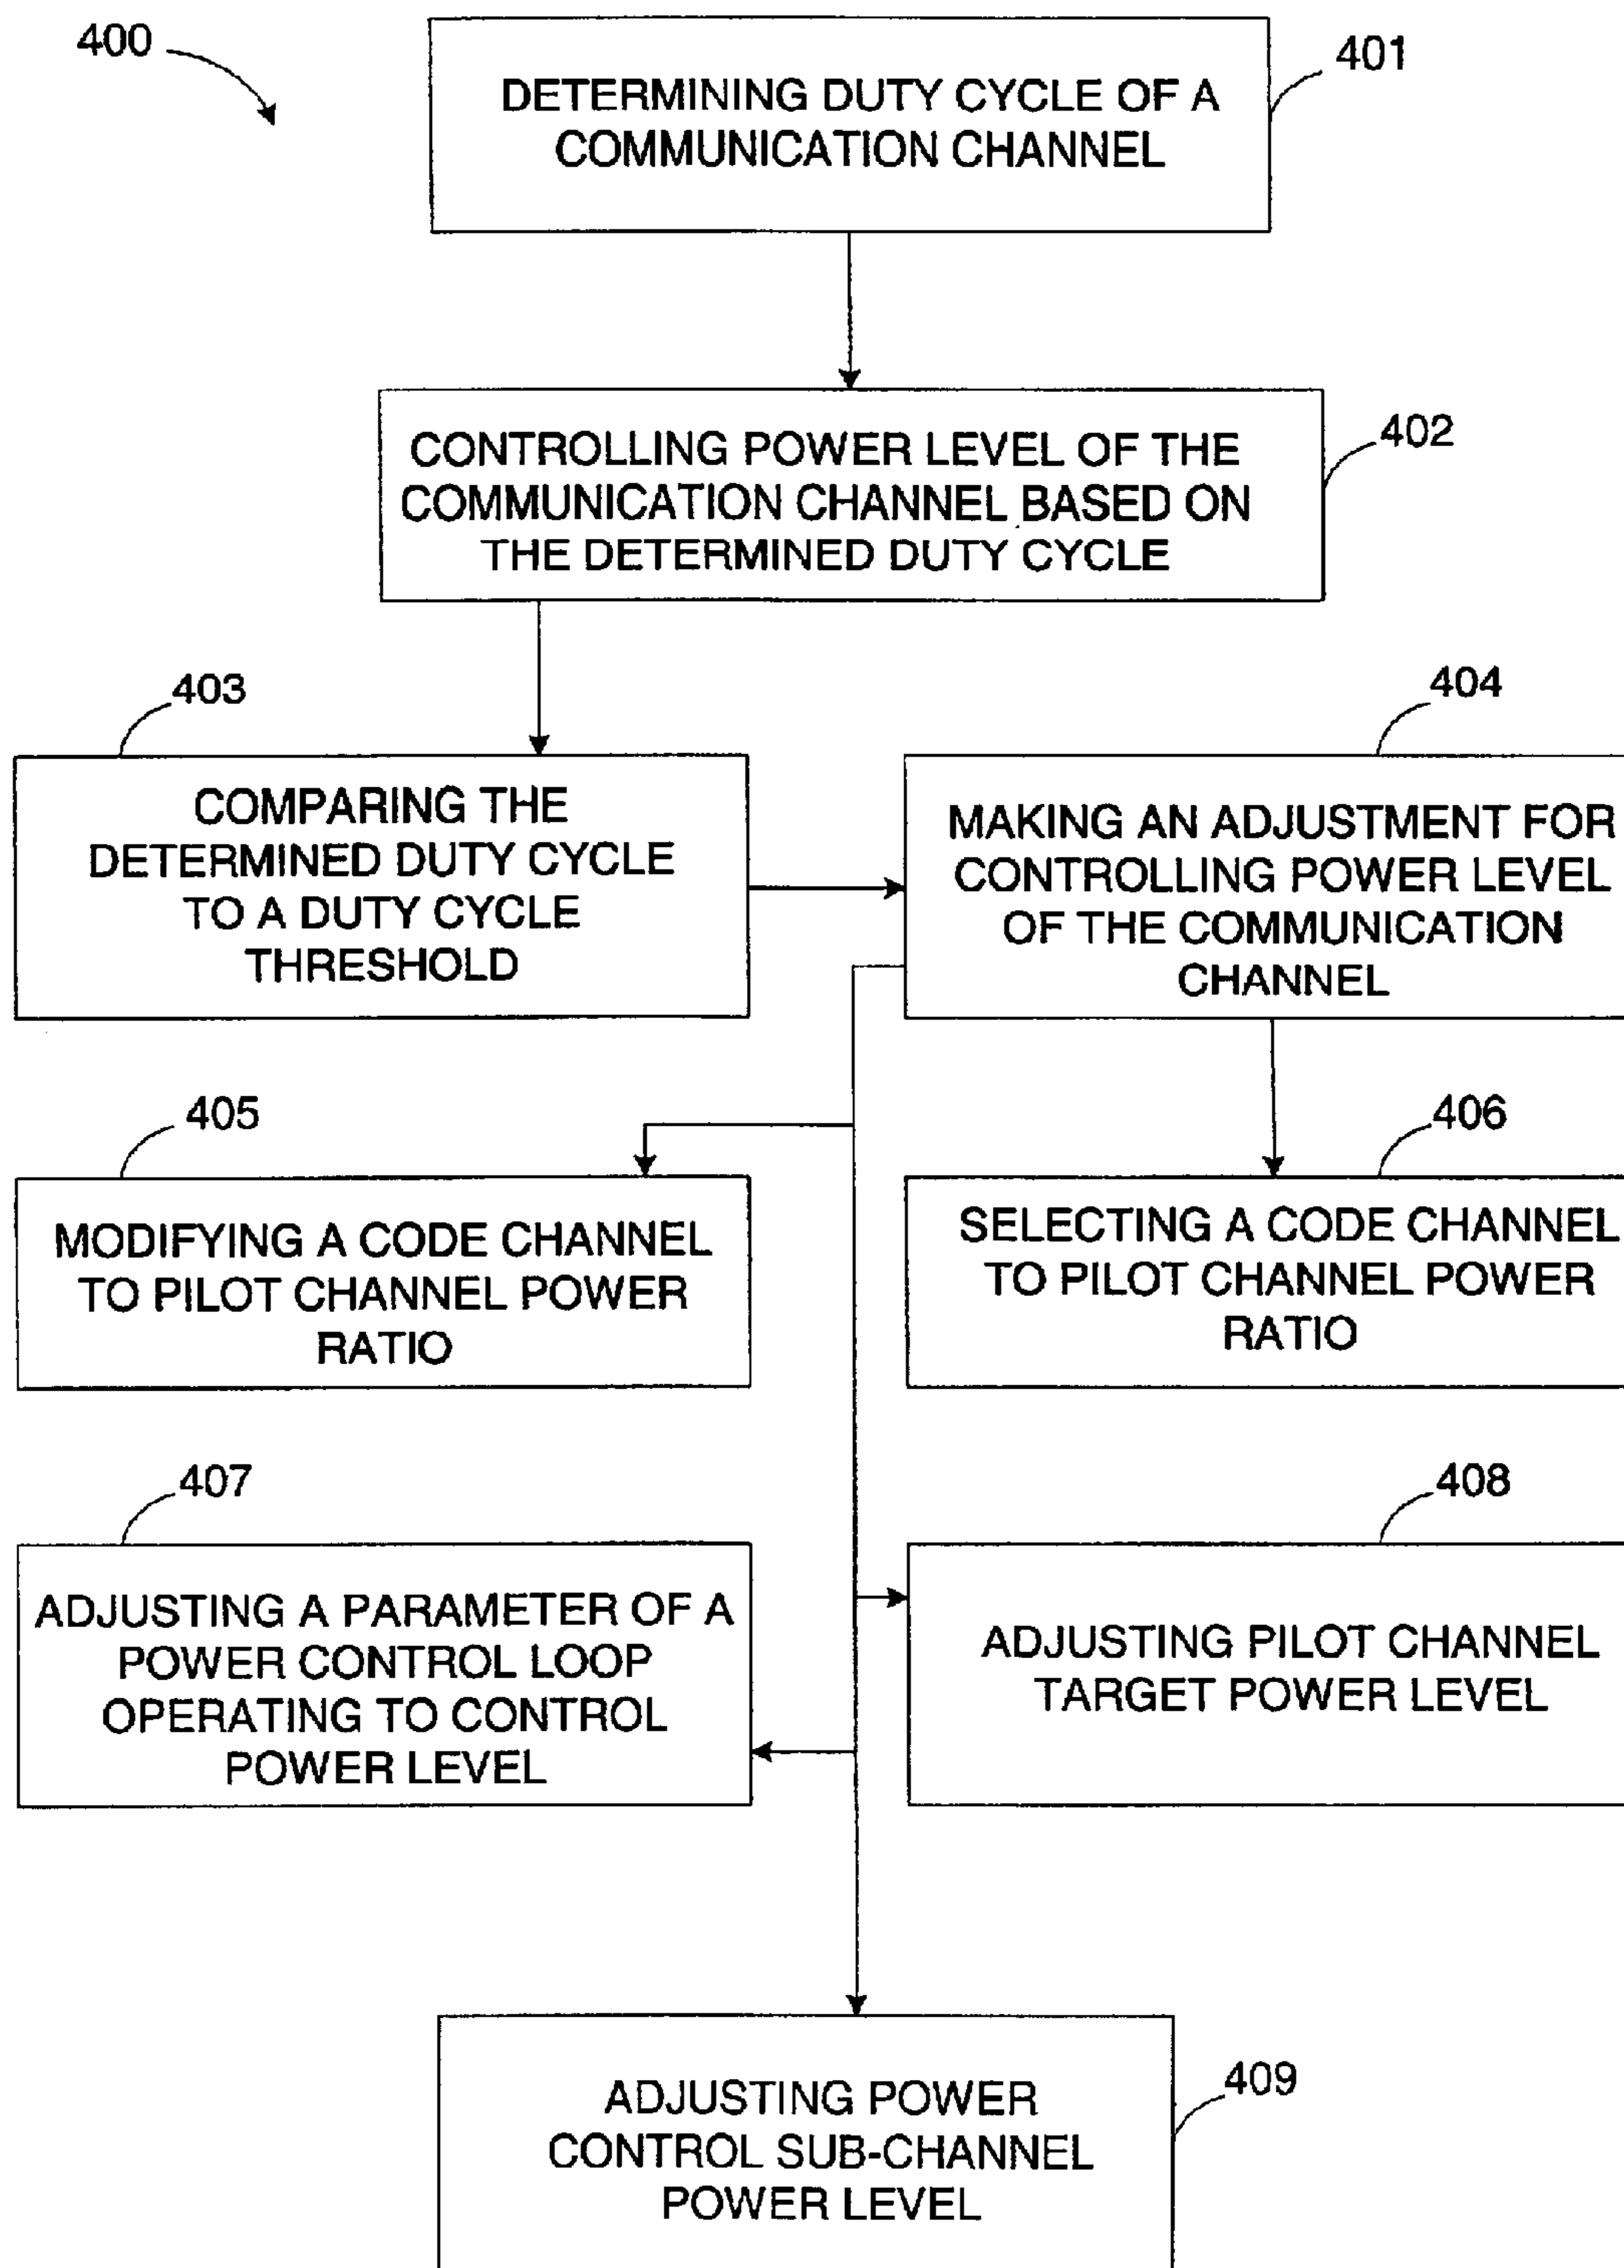 400
401
DETERMINING DUTY CYCLE OF A
COMMUNICATION CHANNEL
402
CONTROLLING POWER LEVEL OF THE
COMMUNICATION CHANNEL BASED ON
THE DETERMINED DUTY CYCLE
403
COMPARING THE
DETERMINED DUTY CYCLE
TO A DUTY CYCLE
THRESHOLD
404
MAKING AN ADJUSTMENT FOR
CONTROLLING POWER LEVEL
OF THE COMMUNICATION
CHANNEL
405
MODIFYING A CODE CHANNEL
TO PILOT CHANNEL POWER
RATIO
406
SELECTING A CODE CHANNEL
TO PILOT CHANNEL POWER
RATIO
407
ADJUSTING A PARAMETER OF A
POWER CONTROL LOOP
OPERATING TO CONTROL
POWER LEVEL
408
ADJUSTING PILOT CHANNEL
TARGET POWER LEVEL
409
ADJUSTING POWER
CONTROL SUB-CHANNEL
POWER LEVEL